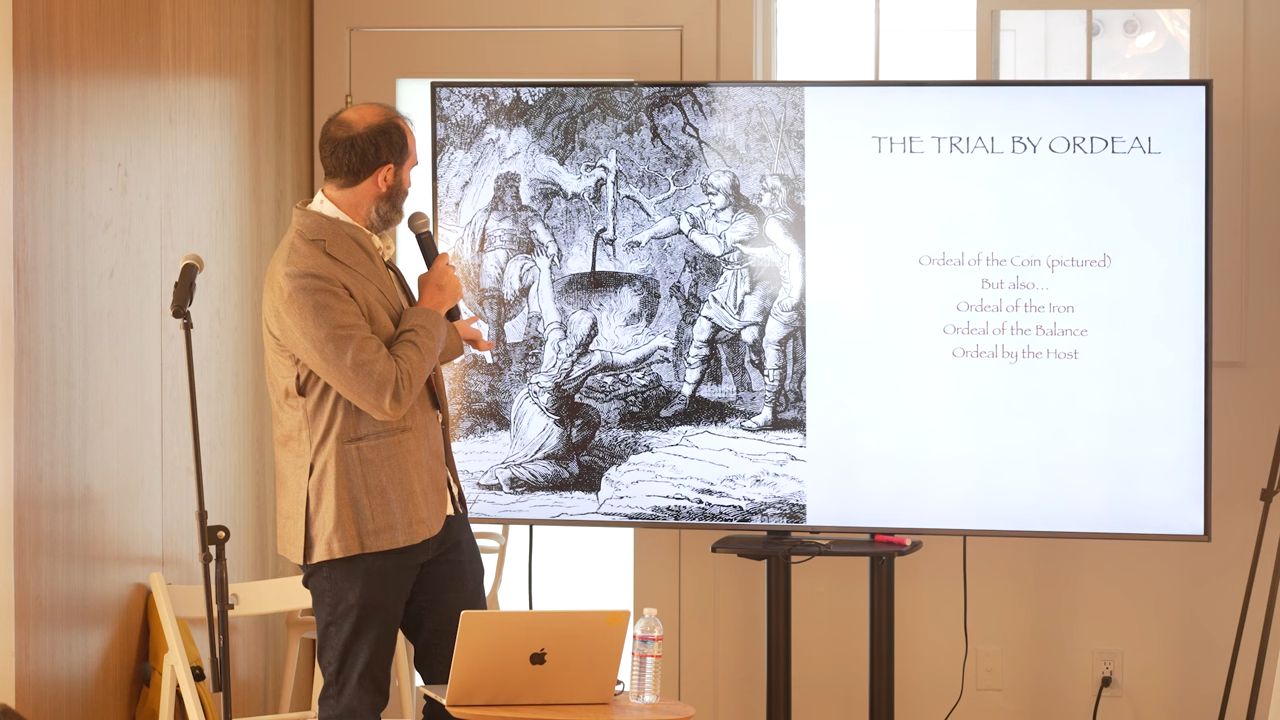 THE TRIAL BY ORDEAL
Ordeal of the Coin (pictured)
But also...
Ordeal of the Iron
Ordeal of the Balance
Ordeal by the Host